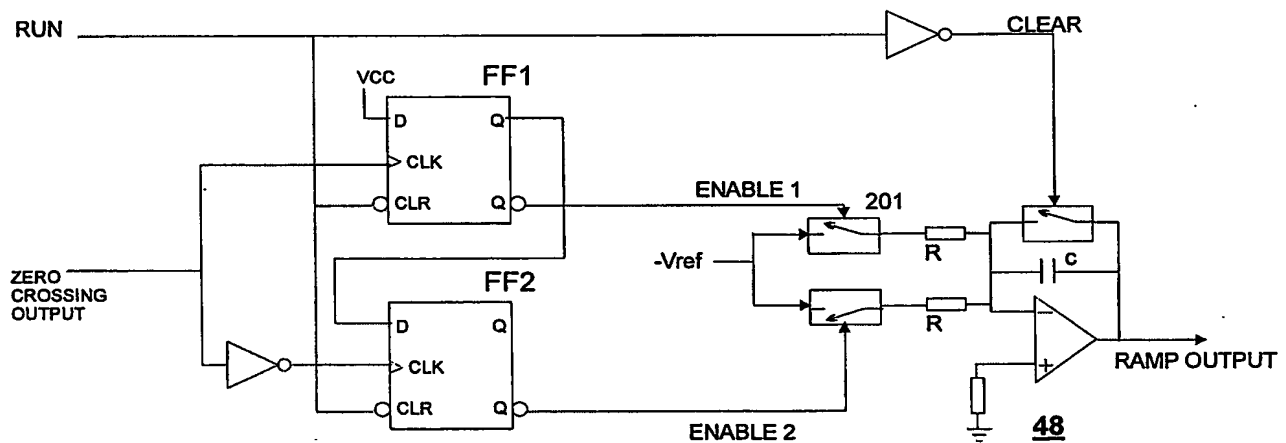 RUN
CLEAR
VCC
FF1
D
Q
CLK
CLR
Q
ENABLE 1
201
R
C
-Vref
ZERO
CROSSING
OUTPUT
FF2
D
Q
CLK
CLR
Q
R
−
+
RAMP OUTPUT
ENABLE 2
48